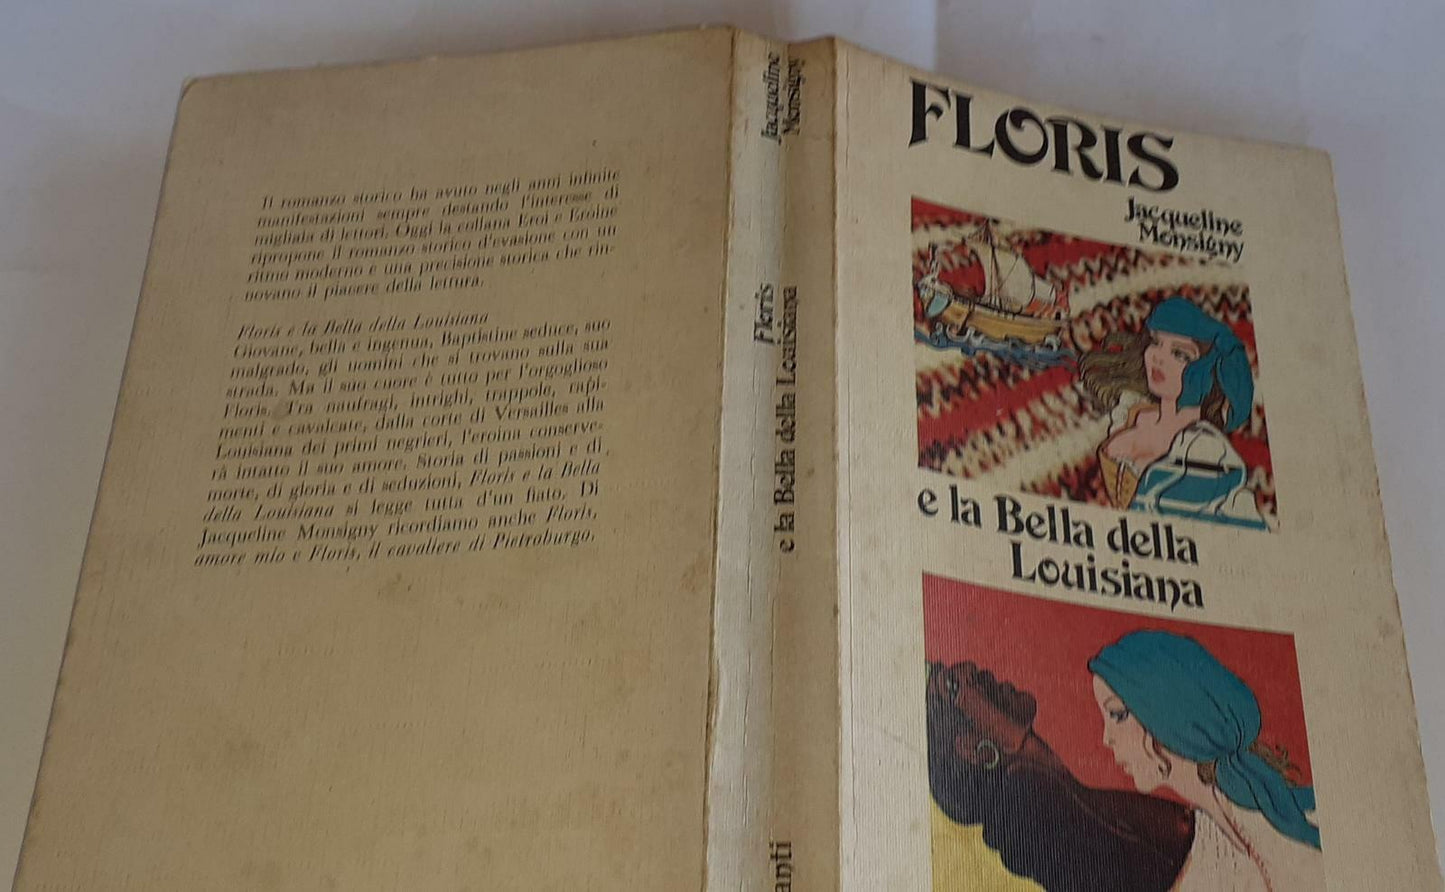 Il romanzo storico ha avuto negli anni infinite
manifestazioni sempre destando l'interesse di
migliaia di lettori. Oggi la collana Eroi e Eroine
ripropone il romanzo storico d'evasione con un
ritmo moderno e una precisione storica che rin-
novano il piacere della lettura.
Floris e la Bella della Louisiana
Giovane, bella e ingenua, Baptistine seduce, suo
malgrado, gli uomini che si trovano sulla sua
strada. Ma il suo cuore è tutto per l'orgoglioso
Floris. Tra naufragi, intrighi, trappole, rapi-
menti e cavalcate, dalla corte di Versailles alla
Louisiana dei primi negrieri, l'eroina conserve-
rà intatto il suo amore. Storia di passioni e di
morte, di gloria e di seduzioni, Floris e la Bella
della Louisiana si legge tutta d'un fiato. Di
Jacqueline Monsigny ricordiamo anche Floris,
amore mio e Floris, il cavaliere di Pietroburgo.
Jacqueline
Monsigny
Floris
e la Bella della Louisiana
anti
FLORIS
Jacqueline
Monsigny
e la Bella della
Louisiana